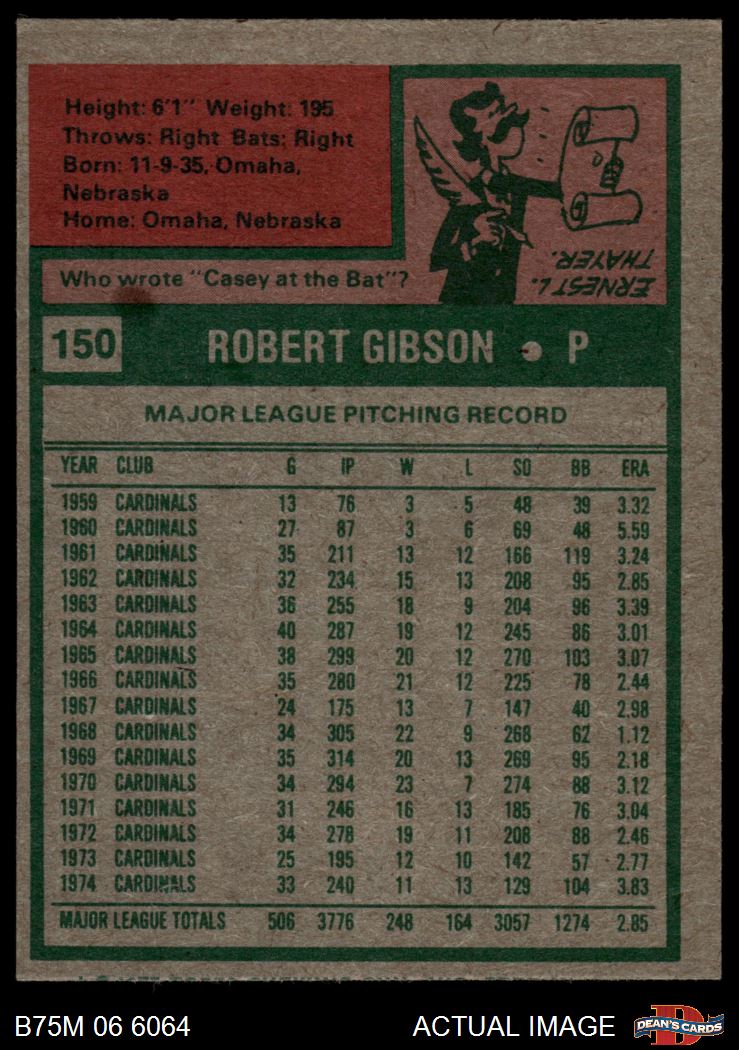 Height: 6'1" Weight: 195
Throws: Right Bats: Right
Born: 11-9-35, Omaha,
Nebraska
Home: Omaha, Nebraska
ERNEST L.
THAYER.
Who wrote "Casey at the Bat"?
150 ROBERT GIBSON • P
MAJOR LEAGUE PITCHING RECORD
YEAR CLUB G IP W L SO BB ERA
1959 CARDINALS 13 76 3 5 48 39 3.32
1960 CARDINALS 27 87 3 6 69 48 5.59
1961 CARDINALS 35 211 13 12 166 119 3.24
1962 CARDINALS 32 234 15 13 208 95 2.85
1963 CARDINALS 36 255 18 9 204 96 3.39
1964 CARDINALS 40 287 19 12 245 86 3.01
1965 CARDINALS 38 299 20 12 270 103 3.07
1966 CARDINALS 35 280 21 12 225 78 2.44
1967 CARDINALS 24 175 13 7 147 40 2.98
1968 CARDINALS 34 305 22 9 268 62 1.12
1969 CARDINALS 35 314 20 13 269 95 2.18
1970 CARDINALS 34 294 23 7 274 88 3.12
1971 CARDINALS 31 246 16 13 185 76 3.04
1972 CARDINALS 34 278 19 11 208 88 2.46
1973 CARDINALS 25 195 12 10 142 57 2.77
1974 CARDINALS 33 240 11 13 129 104 3.83
MAJOR LEAGUE TOTALS 506 3776 248 164 3057 1274 2.85
B75M 06 6064 ACTUAL IMAGE DEAN'S CARDS